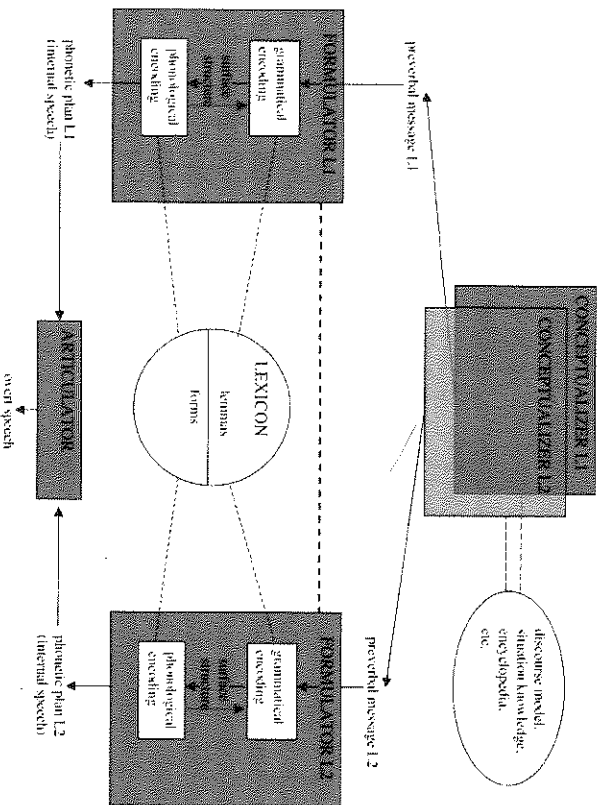 CONCEPTUALIZER L1
CONCEPTUALIZER L2
discourse model,
situation knowledge,
encyclopedia,
etc.
preverbal message L1
preverbal message L2
FORMULATOR L1
grammatical
encoding
surface
structure
phonological
encoding
LEXICON
lemmas
forms
FORMULATOR L2
grammatical
encoding
surface
structure
phonological
encoding
phonetic plan L1
(internal speech)
ARTICULATOR
overt speech
phonetic plan L2
(internal speech)